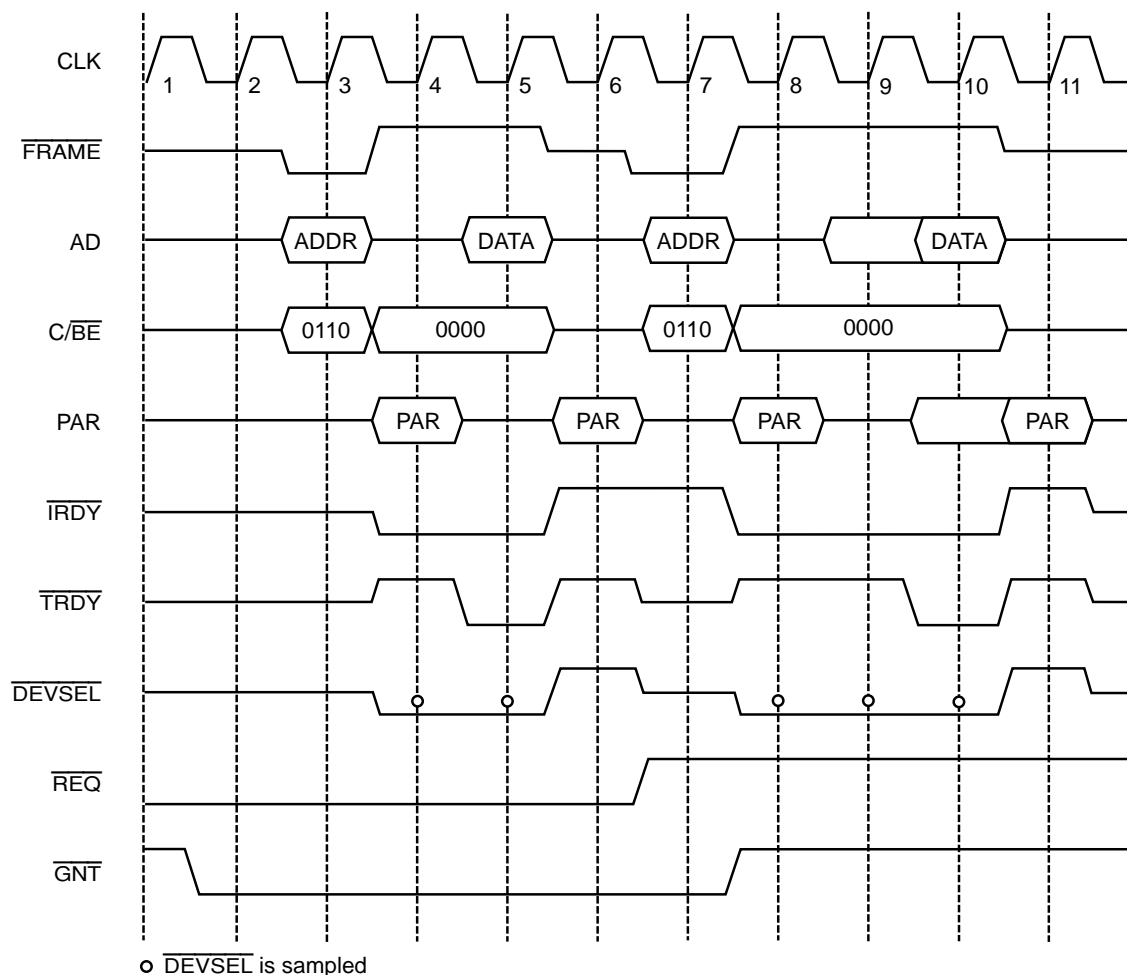 CLK
1 2 3 4 5 6 7 8 9 10 11
FRAME
AD ADDR DATA ADDR DATA
C/BE 0110 0000 0110 0000
PAR PAR PAR PAR PAR
IRDY
TRDY
DEVSEL
REQ
GNT
DEVSEL is sampled